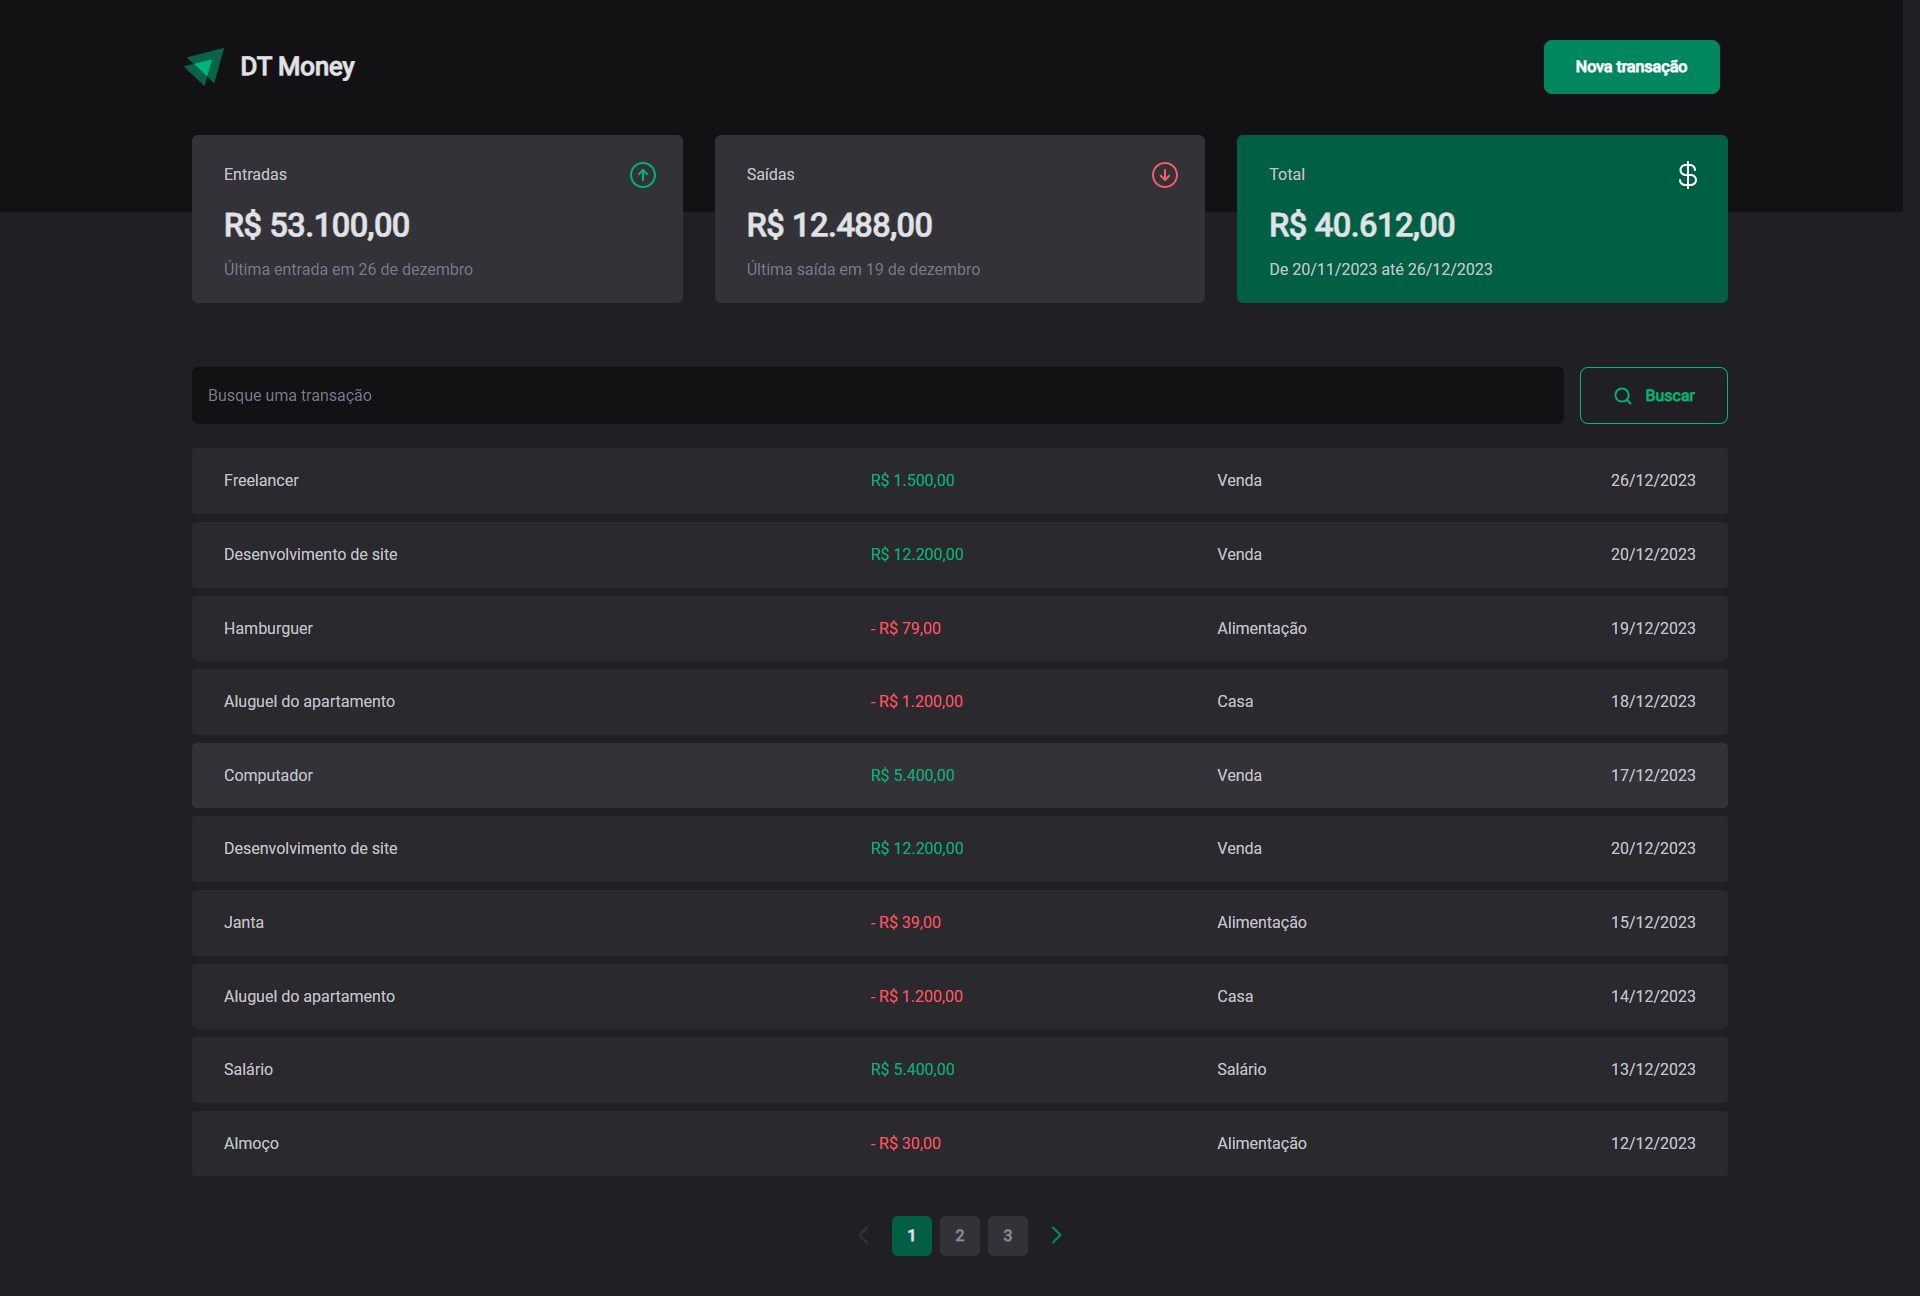 DT Money
Nova transação
Entradas
R$ 53.100,00
Última entrada em 26 de dezembro
Saídas
R$ 12.488,00
Última saída em 19 de dezembro
Total
$
R$ 40.612,00
De 20/11/2023 até 26/12/2023
Busque uma transação
Buscar
Freelancer R$ 1.500,00 Venda 26/12/2023
Desenvolvimento de site R$ 12.200,00 Venda 20/12/2023
Hamburguer - R$ 79,00 Alimentação 19/12/2023
Aluguel do apartamento - R$ 1.200,00 Casa 18/12/2023
Computador R$ 5.400,00 Venda 17/12/2023
Desenvolvimento de site R$ 12.200,00 Venda 20/12/2023
Janta - R$ 39,00 Alimentação 15/12/2023
Aluguel do apartamento - R$ 1.200,00 Casa 14/12/2023
Salário R$ 5.400,00 Salário 13/12/2023
Almoço - R$ 30,00 Alimentação 12/12/2023
1 2 3